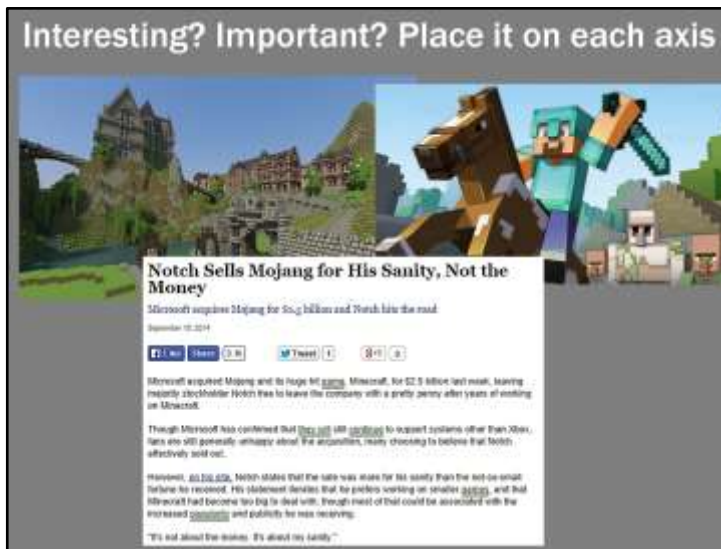 Interesting? Important? Place it on each axis
Notch Sells Mojang for His Sanity, Not the
Money
Microsoft acquires Mojang for $2.5 billion and Notch hits the road
2014
Share
Tweet
Microsoft acquired Mojang and its huge hit game, Minecraft, for $2.5 billion last week, leaving
majority stockholder Notch free to leave the company with a pretty penny after years of working
on Minecraft.
Though Microsoft has confirmed that they will still continue to support systems other than Xbox,
fans are still generally unhappy about the acquisition, many choosing to believe that Notch
effectively sold out.
However, on his site, Notch states that the sale was more for his sanity than the not-so-small
fortune he received. His statement denotes that he prefers working on smaller games, and that
Minecraft had become too big to deal with, though most of that could be associated with the
increased popularity and publicity he was receiving.
"It's not about the money. It's about my sanity."